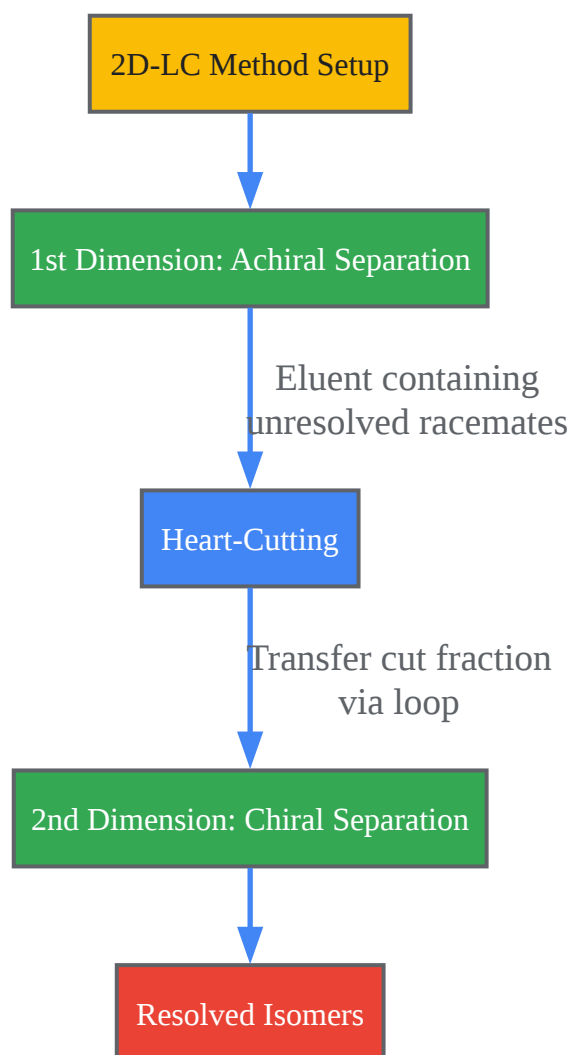 2D-LC Method Setup
1st Dimension: Achiral Separation
Eluent containing
unresolved racemates
Heart-Cutting
Transfer cut fraction
via loop
2nd Dimension: Chiral Separation
Resolved Isomers